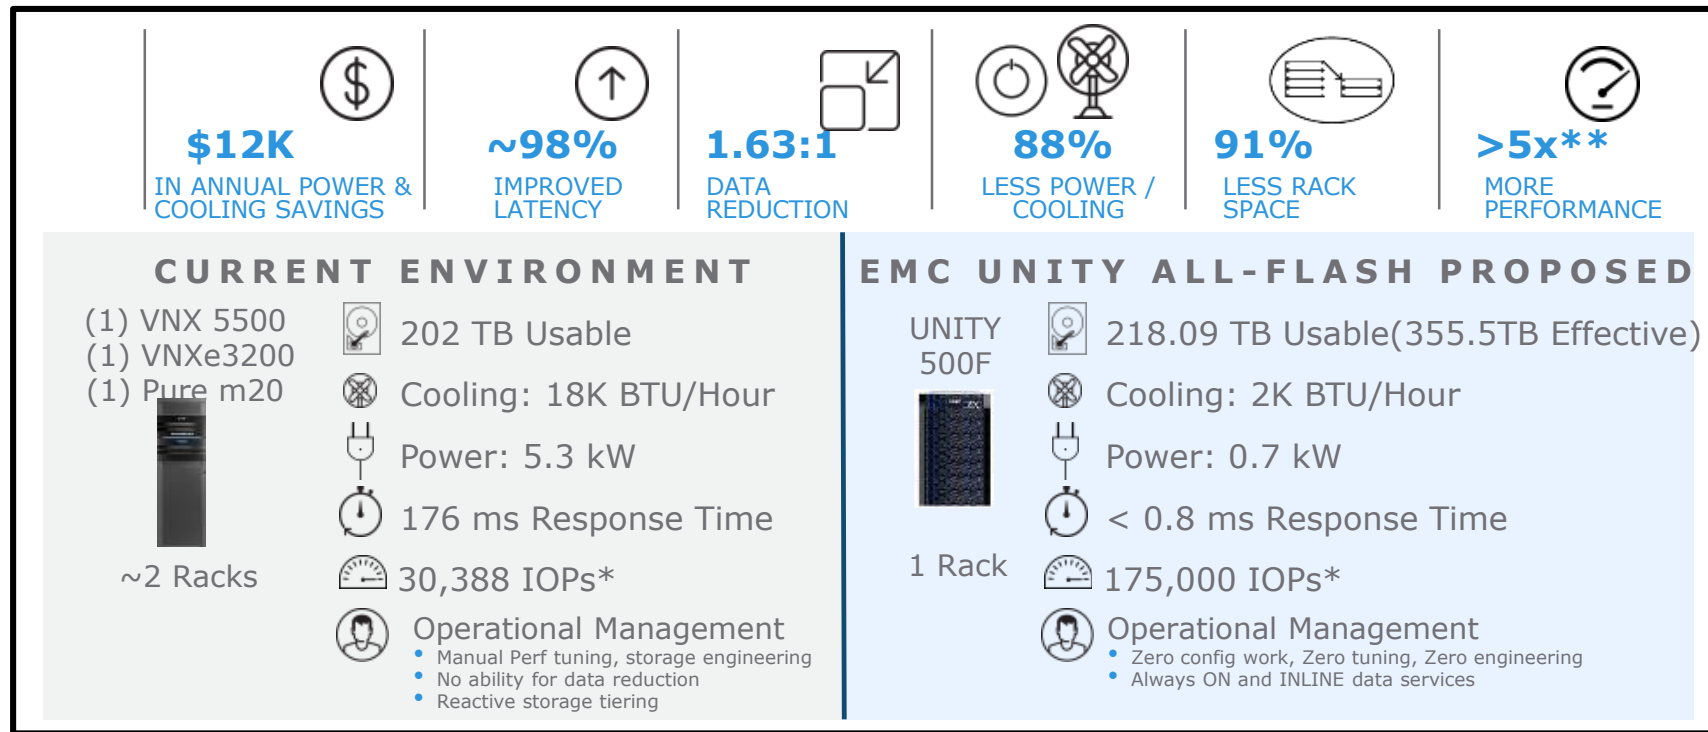 $12K
IN ANNUAL POWER &
COOLING SAVINGS
~98%
IMPROVED
LATENCY
1.63:1
DATA
REDUCTION
88%
LESS POWER /
COOLING
91%
LESS RACK
SPACE
>5x**
MORE
PERFORMANCE
CURRENT ENVIRONMENT
(1) VNX 5500
(1) VNXe3200
(1) Pure m20
~2 Racks
202 TB Usable
Cooling: 18K BTU/Hour
Power: 5.3 kW
176 ms Response Time
30,388 IOPs*
Operational Management
• Manual Perf tuning, storage engineering
• No ability for data reduction
• Reactive storage tiering
EMC UNITY ALL-FLASH PROPOSED
UNITY
500F
1 Rack
218.09 TB Usable(355.5TB Effective)
Cooling: 2K BTU/Hour
Power: 0.7 kW
< 0.8 ms Response Time
175,000 IOPs*
Operational Management
• Zero config work, Zero tuning, Zero engineering
• Always ON and INLINE data services